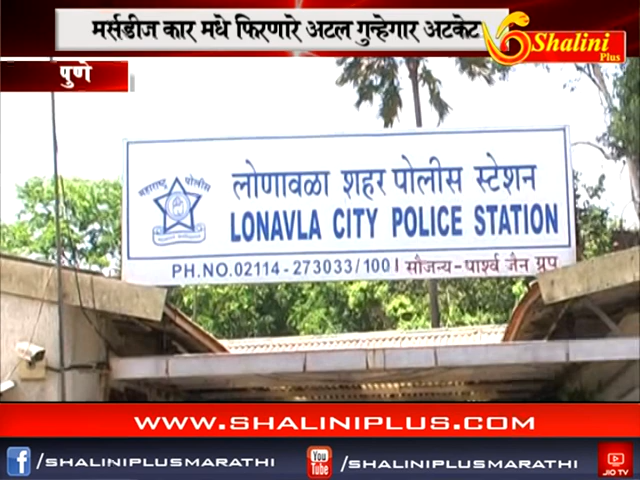 मर्सडीज कार मधे फिरणारे अटल गुन्हेगार अटकेट
Shalini
Plus
पुणे
महाराष्ट्र पोलीस
लोणावळा शहर पोलीस स्टेशन
LONAVLA CITY POLICE STATION
PH.NO.02114 - 273033/100 | सौजन्य-पार्श्व जैन ग्रुप
WWW.SHALINIPLUS.COM
f /SHALINIPLUSMARATHI
You Tube /SHALINIPLUSMARATHI
JIO TV